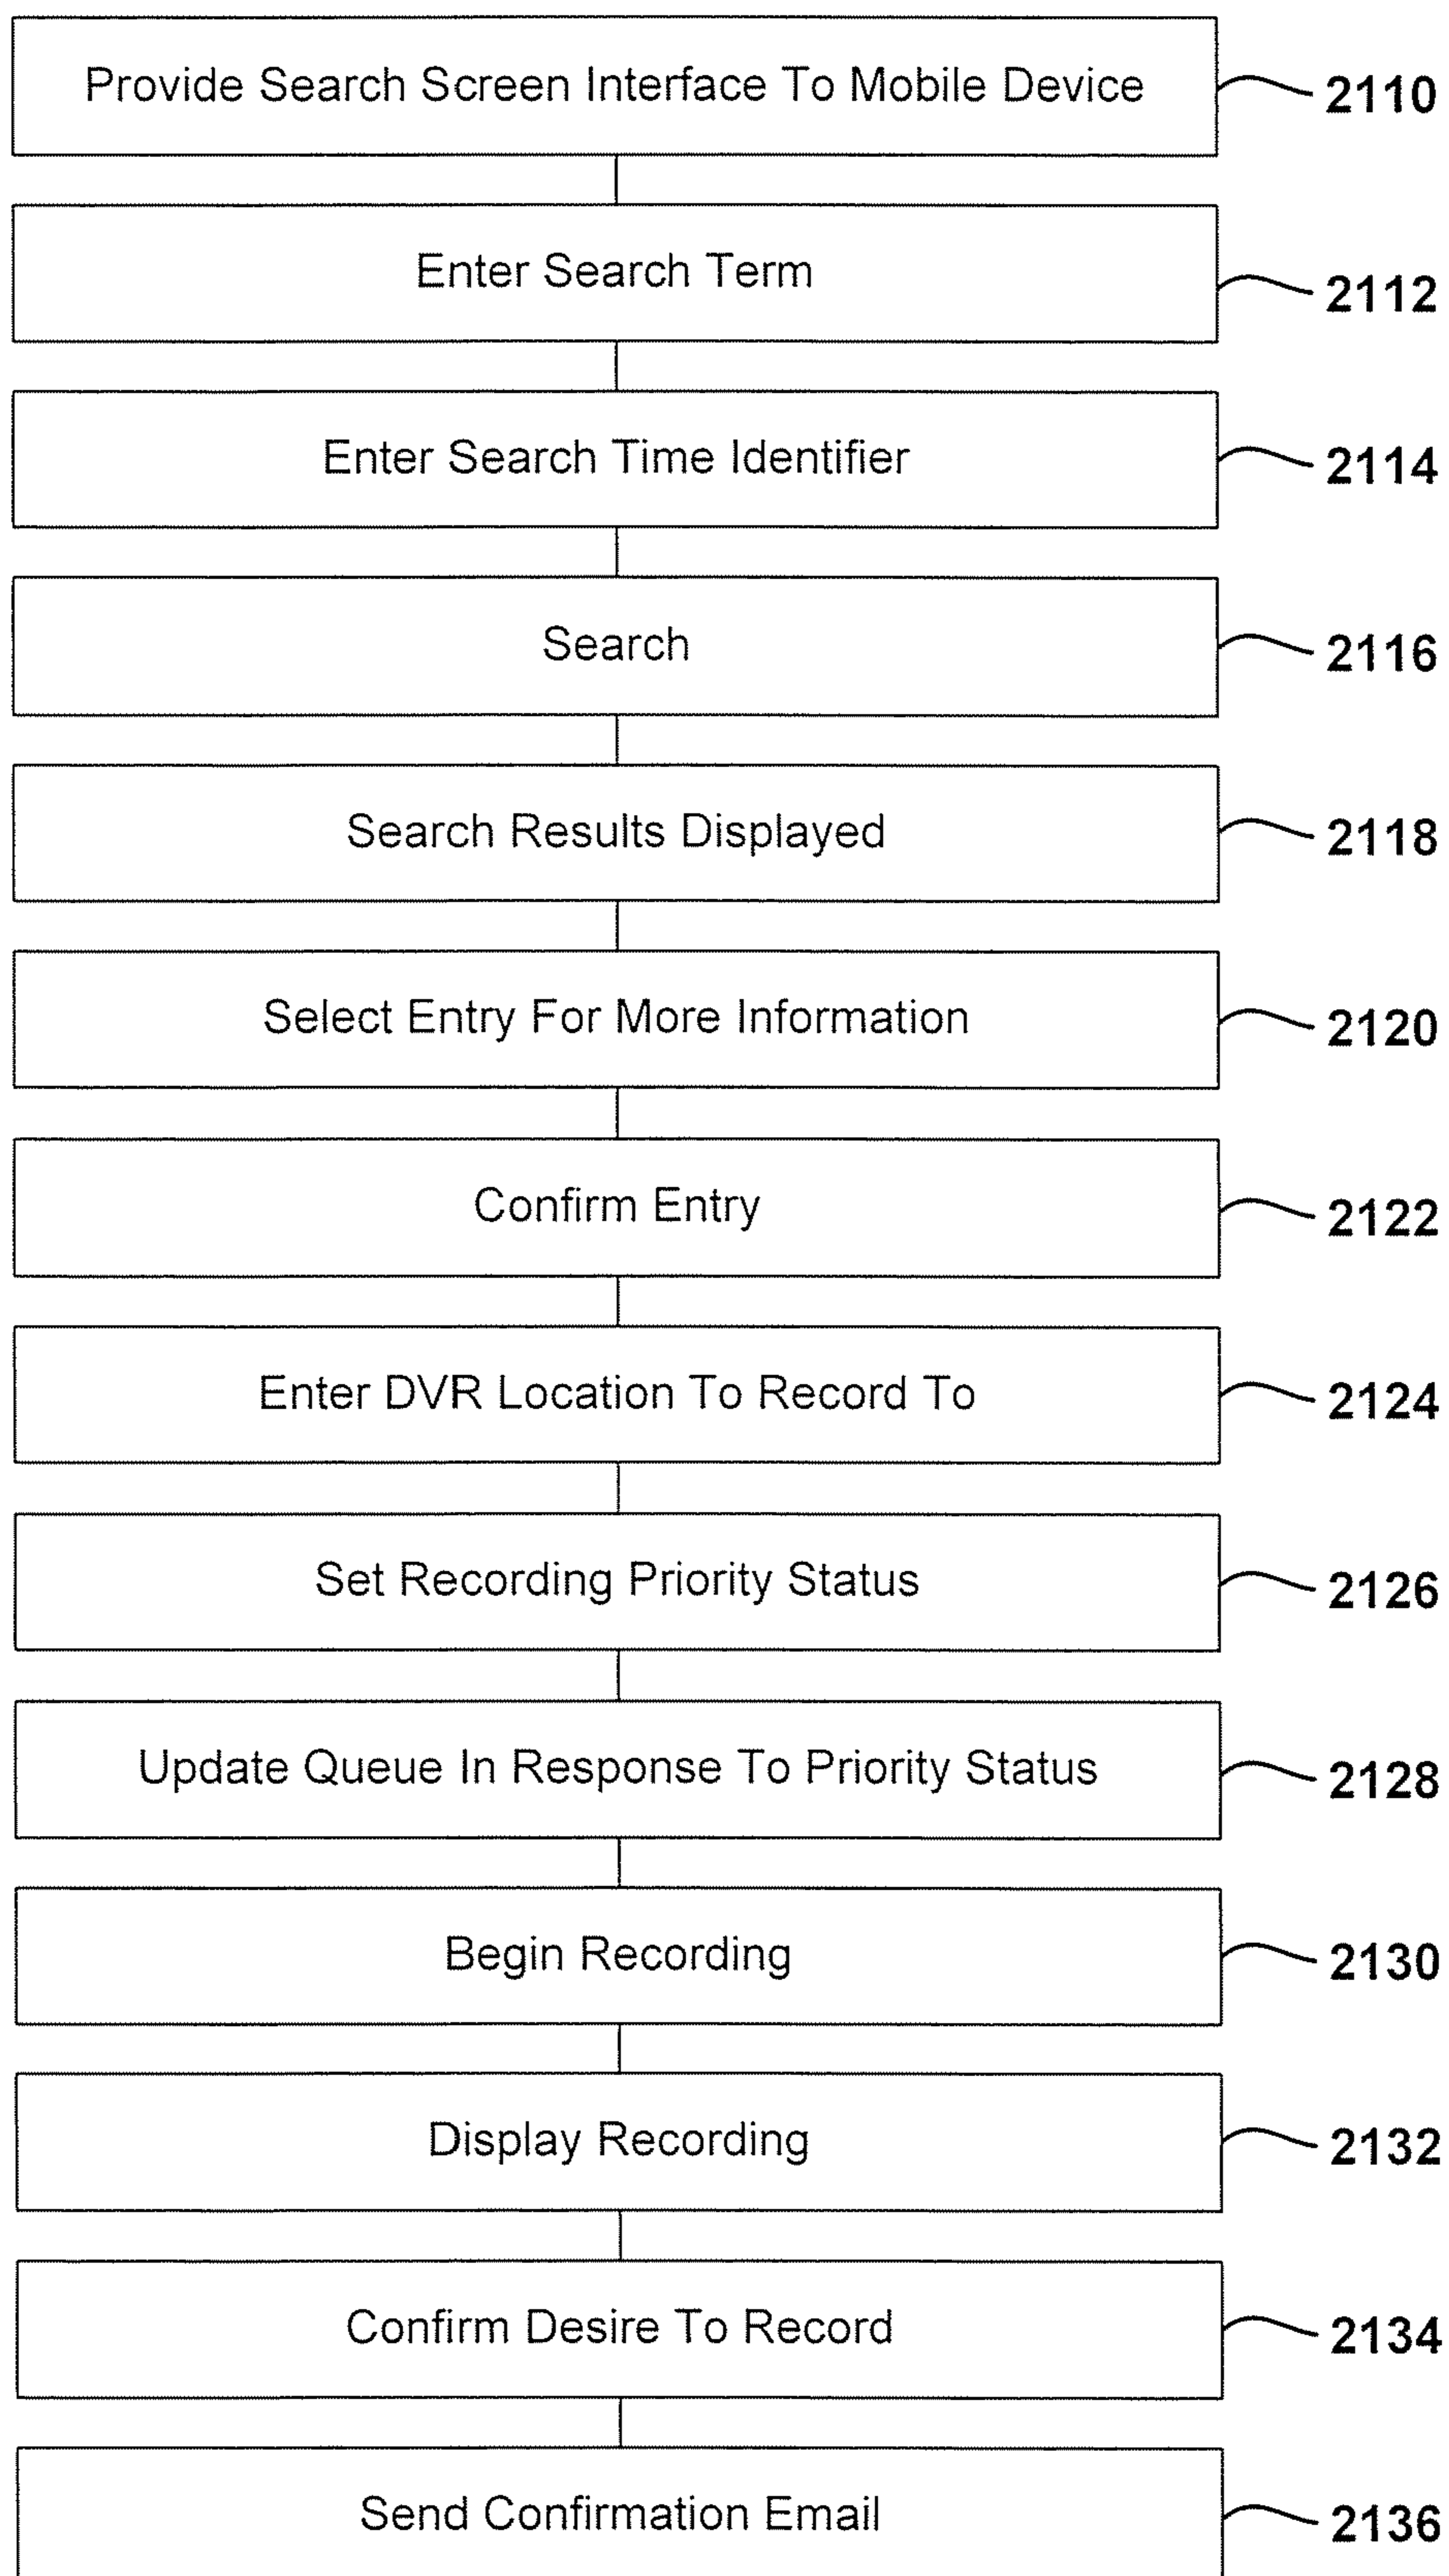 Provide Search Screen Interface To Mobile Device 2110
Enter Search Term 2112
Enter Search Time Identifier 2114
Search 2116
Search Results Displayed 2118
Select Entry For More Information 2120
Confirm Entry 2122
Enter DVR Location To Record To 2124
Set Recording Priority Status 2126
Update Queue In Response To Priority Status 2128
Begin Recording 2130
Display Recording 2132
Confirm Desire To Record 2134
Send Confirmation Email 2136